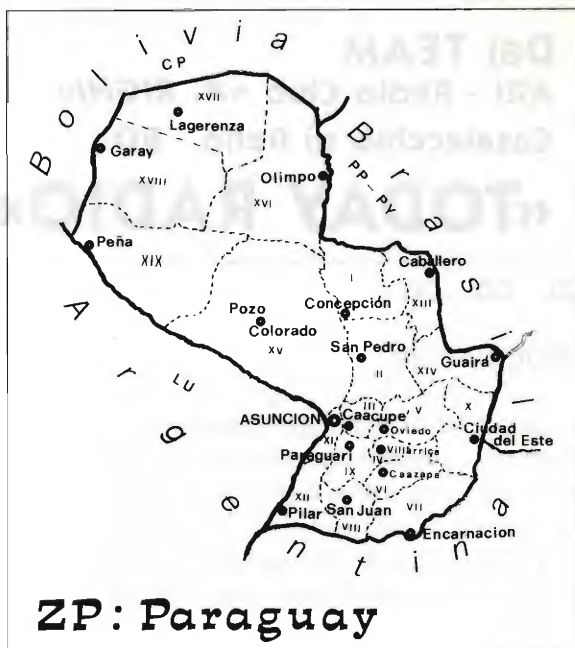 Bolivia
CP
XVII
Lagerenza
Garay
Brasil
PP-PY
XVIII
Olimpo
XVI
Peña
XIX
Caballero
I
Argentina
LU
Pozo
Colorado
XV
Concepción
XIII
San Pedro
II
Guairá
XIV
III
V
X
ASUNCION
Caacupe
Oviedo
Ciudad
del Este
XI
Paraguari
Villarrica
IV
IX
Caazapa
VI
XII
VII
Pilar
San Juan
VIII
Encarnacion
ZP: Paraguay